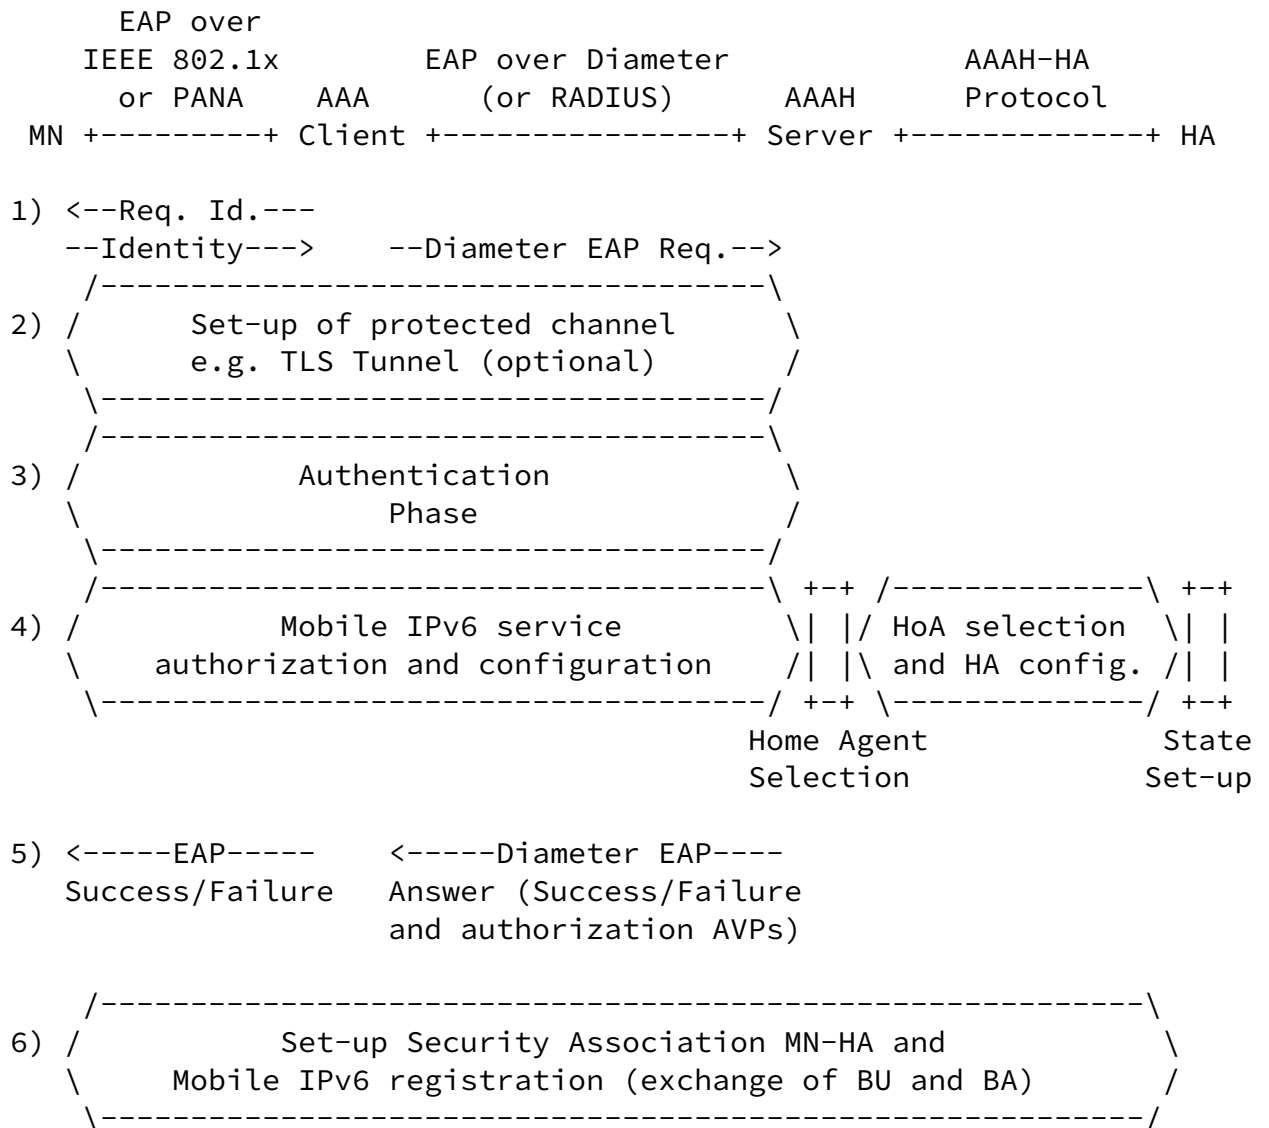 EAP over
    IEEE 802.1x        EAP over Diameter             AAAH-HA
      or PANA    AAA      (or RADIUS)      AAAH      Protocol
 MN +---------+ Client +----------------+ Server +-------------+ HA
1) <--Req. Id.---
   --Identity--->    --Diameter EAP Req.-->
    /-------------------------------------\
2) /      Set-up of protected channel      \
   \      e.g. TLS Tunnel (optional)       /
    \-------------------------------------/
    /-------------------------------------\
3) /            Authentication             \
   \                 Phase                 /
    \-------------------------------------/
    /-------------------------------------\ +-+ /--------------\ +-+
4) /           Mobile IPv6 service         \| |/ HoA selection  \| |
   \    authorization and configuration    /| |\ and HA config. /| |
    \-------------------------------------/ +-+ \--------------/ +-+
                                         Home Agent             State
                                         Selection             Set-up
5) <-----EAP-----    <-----Diameter EAP----
   Success/Failure   Answer (Success/Failure
                     and authorization AVPs)
    /----------------------------------------------------------\
6) /           Set-up Security Association MN-HA and            \
   \     Mobile IPv6 registration (exchange of BU and BA)       /
    \----------------------------------------------------------/